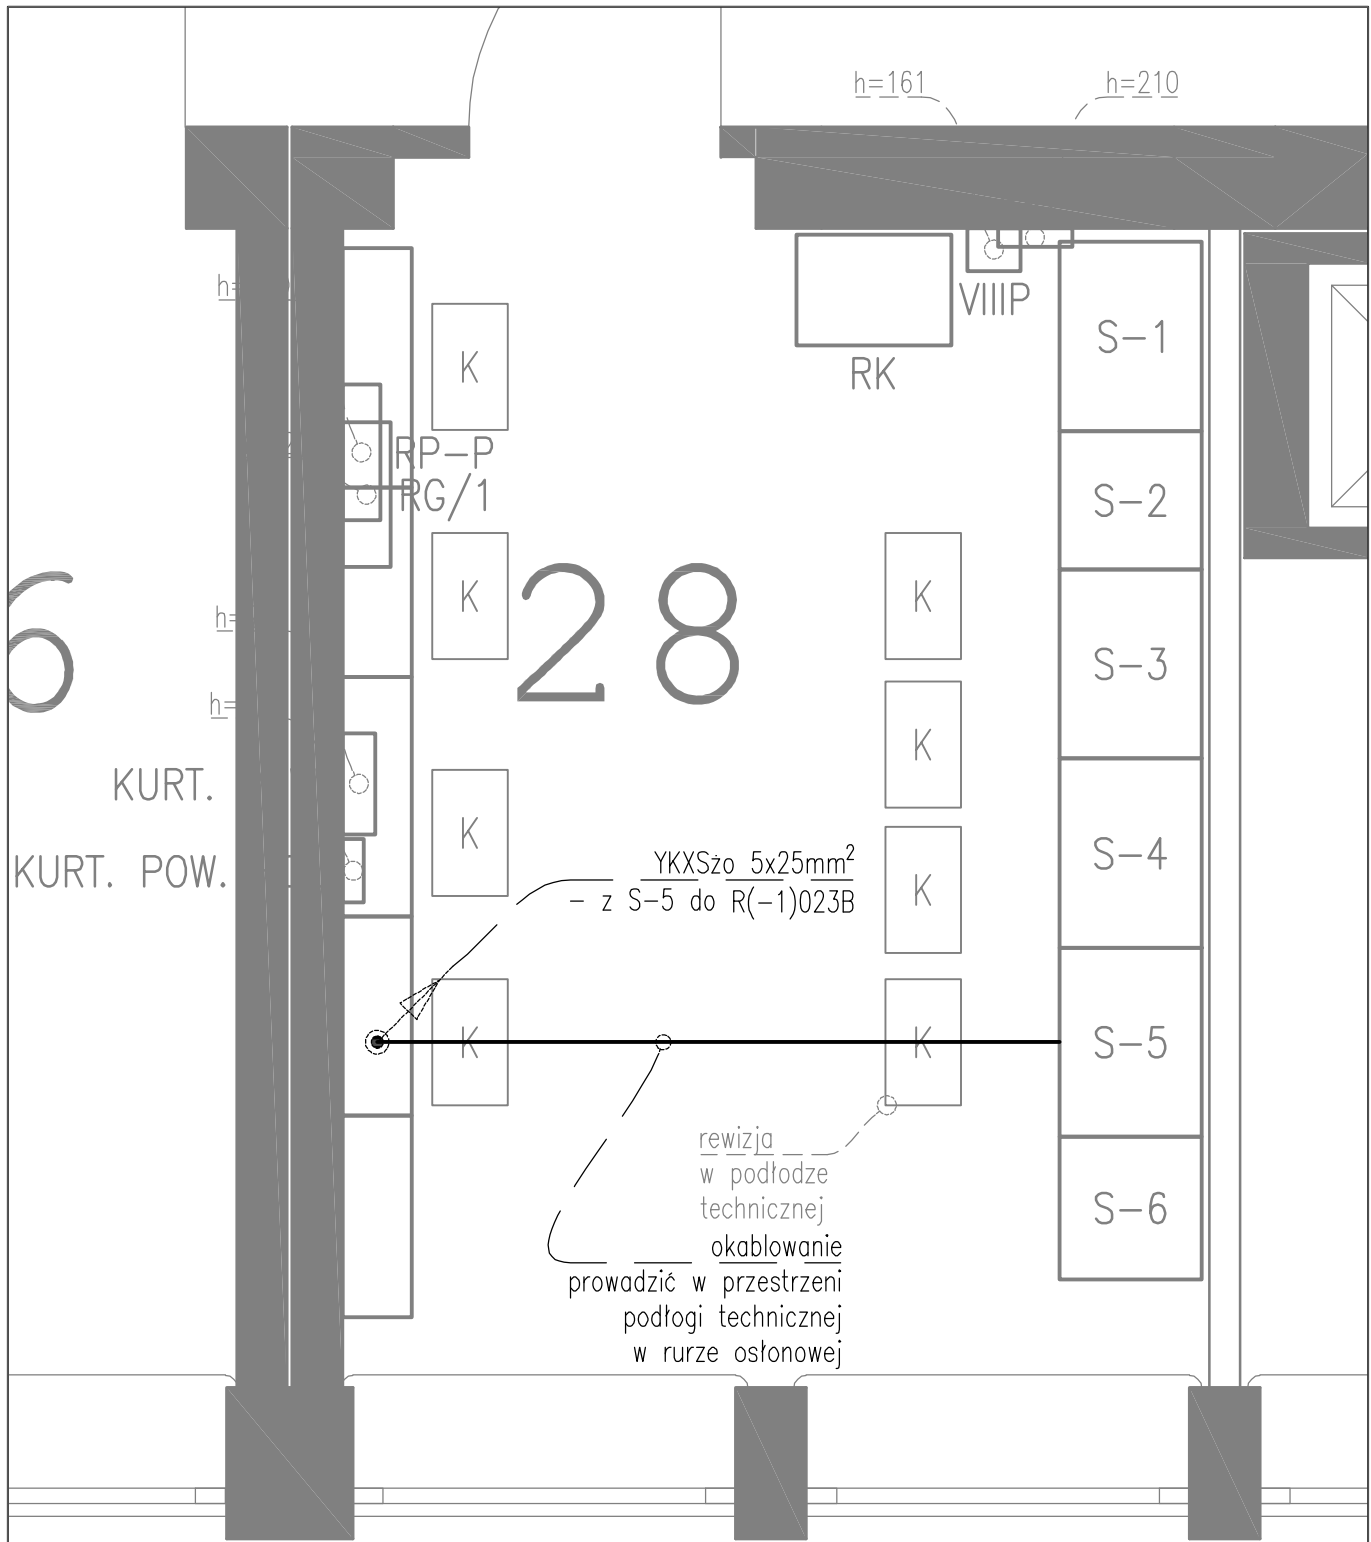 h=161
h=210
h=
VIIIP
S-1
RK
K
RP-P
RG/1
S-2
6
28
K
K
h=
S-3
h=
K
KURT.
K
S-4
KURT. POW.
YKXSżo 5x25mm²
- z S-5 do R(-1)023B
K
K
K
S-5
rewizja
w podłodze
technicznej
S-6
okablowanie
prowadzić w przestrzeni
podłogi technicznej
w rurze osłonowej